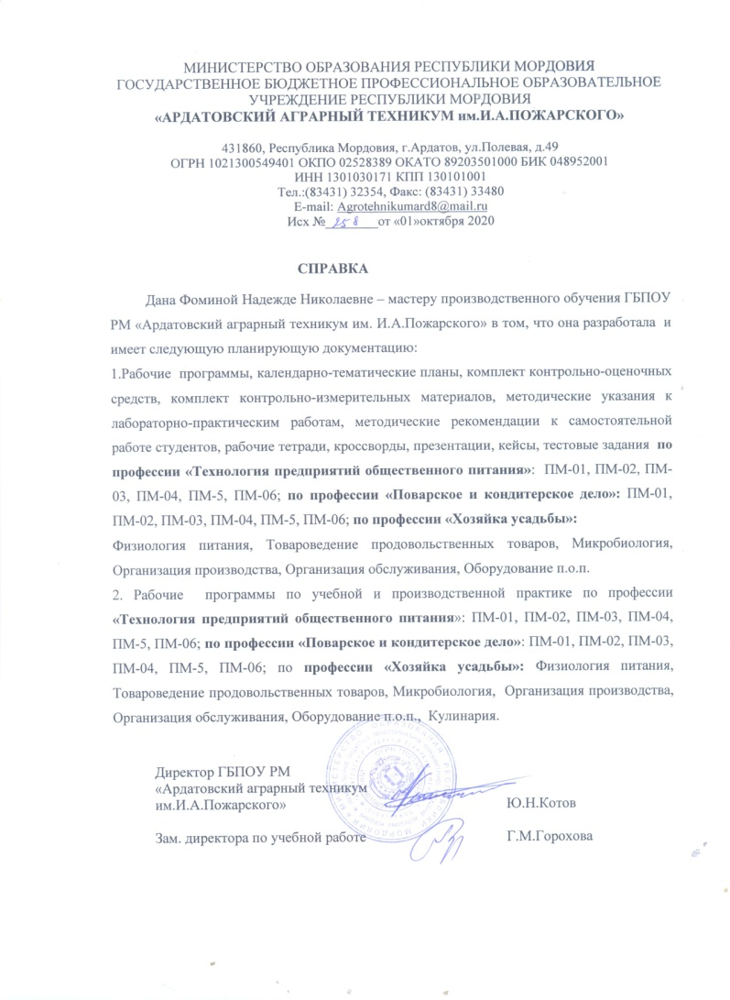 МИНИСТЕРСТВО ОБРАЗОВАНИЯ РЕСПУБЛИКИ МОРДОВИЯ
ГОСУДАРСТВЕННОЕ БЮДЖЕТНОЕ ПРОФЕССИОНАЛЬНОЕ ОБРАЗОВАТЕЛЬНОЕ
УЧРЕЖДЕНИЕ РЕСПУБЛИКИ МОРДОВИЯ
«АРДАТОВСКИЙ АГРАРНЫЙ ТЕХНИКУМ им.И.А.ПОЖАРСКОГО»
431860, Республика Мордовия, г.Ардатов, ул.Полевая, д.49
ОГРН 1021300549401 ОКПО 02528389 ОКАТО 89203501000 БИК 048952001
ИНН 1301030171 КПП 130101001
Тел.:(83431) 32354, Факс: (83431) 33480
E-mail: Agrotehnikumard8@mail.ru
Исх №_258_от «01»октября 2020
СПРАВКА
Дана Фоминой Надежде Николаевне – мастеру производственного обучения ГБПОУ
РМ «Ардатовский аграрный техникум им. И.А.Пожарского» в том, что она разработала и
имеет следующую планирующую документацию:
1.Рабочие программы, календарно-тематические планы, комплект контрольно-оценочных
средств, комплект контрольно-измерительных материалов, методические указания к
лабораторно-практическим работам, методические рекомендации к самостоятельной
работе студентов, рабочие тетради, кроссворды, презентации, кейсы, тестовые задания по
профессии «Технология предприятий общественного питания»: ПМ-01, ПМ-02, ПМ-
03, ПМ-04, ПМ-5, ПМ-06; по профессии «Поварское и кондитерское дело»: ПМ-01,
ПМ-02, ПМ-03, ПМ-04, ПМ-5, ПМ-06; по профессии «Хозяйка усадьбы»:
Физиология питания, Товароведение продовольственных товаров, Микробиология,
Организация производства, Организация обслуживания, Оборудование п.о.п.
2. Рабочие программы по учебной и производственной практике по профессии
«Технология предприятий общественного питания»: ПМ-01, ПМ-02, ПМ-03, ПМ-04,
ПМ-5, ПМ-06; по профессии «Поварское и кондитерское дело»: ПМ-01, ПМ-02, ПМ-03,
ПМ-04, ПМ-5, ПМ-06; по профессии «Хозяйка усадьбы»: Физиология питания,
Товароведение продовольственных товаров, Микробиология, Организация производства,
Организация обслуживания, Оборудование п.о.п., Кулинария.
Директор ГБПОУ РМ
«Ардатовский аграрный техникум
им.И.А.Пожарского» Ю.Н.Котов
Зам. директора по учебной работе Г.М.Горохова
МИНИСТЕРСТВО ОБРАЗОВАНИЯ РЕСПУБЛИКИ МОРДОВИЯ